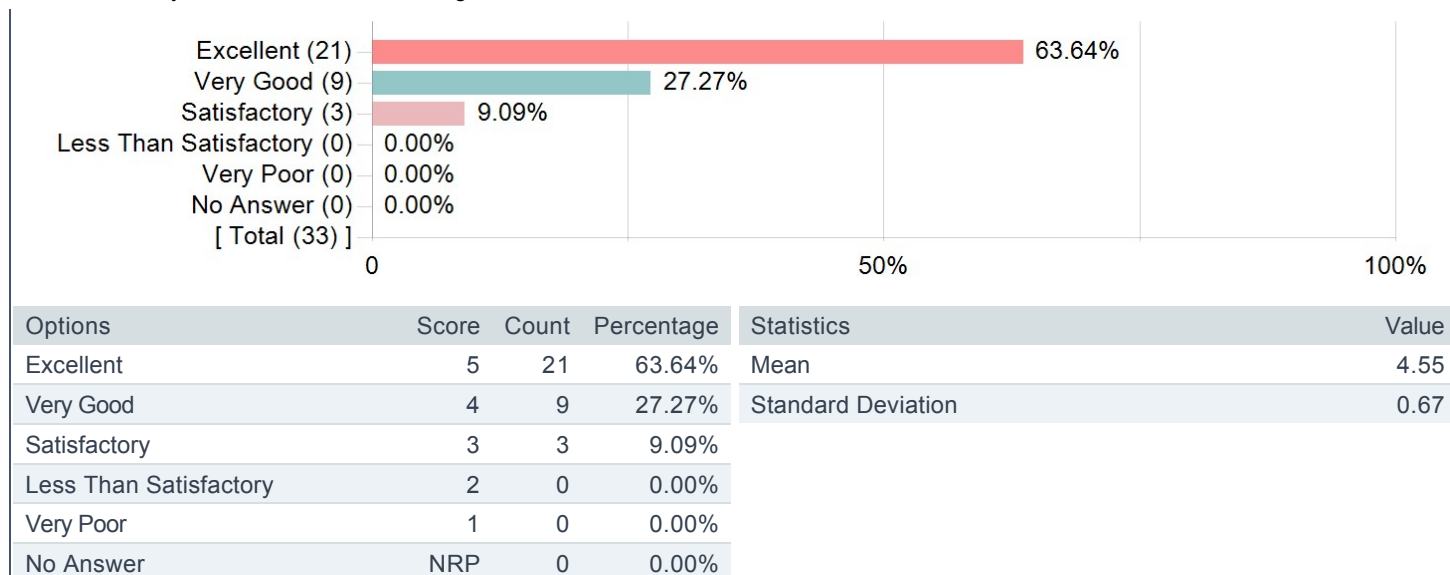 Excellent (21) 63.64%
Very Good (9) 27.27%
Satisfactory (3) 9.09%
Less Than Satisfactory (0) 0.00%
Very Poor (0) 0.00%
No Answer (0) 0.00%
[ Total (33) ]
0 50% 100%
Options Score Count Percentage
Excellent 5 21 63.64%
Very Good 4 9 27.27%
Satisfactory 3 3 9.09%
Less Than Satisfactory 2 0 0.00%
Very Poor 1 0 0.00%
No Answer NRP 0 0.00%
Statistics Value
Mean 4.55
Standard Deviation 0.67